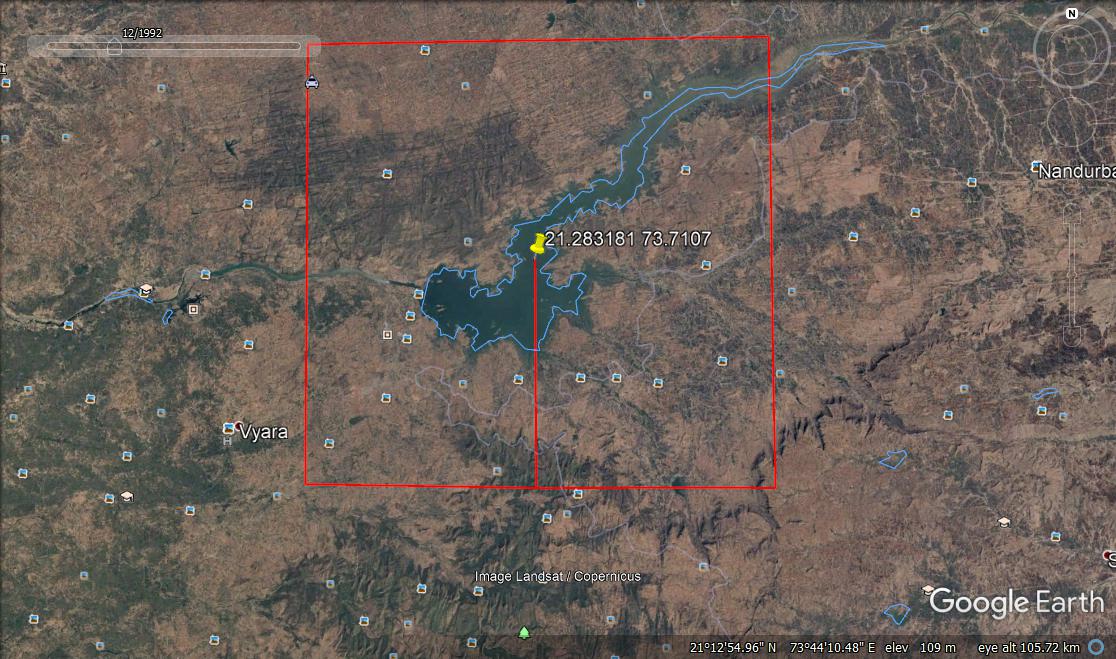 12/1992
Nandurba
21.283181 73.7107
Vyara
H
Image Landsat / Copernicus
S
Google Earth
21°12'54.96" N 73°44'10.48" E elev 109 m eye alt 105.72 km
N